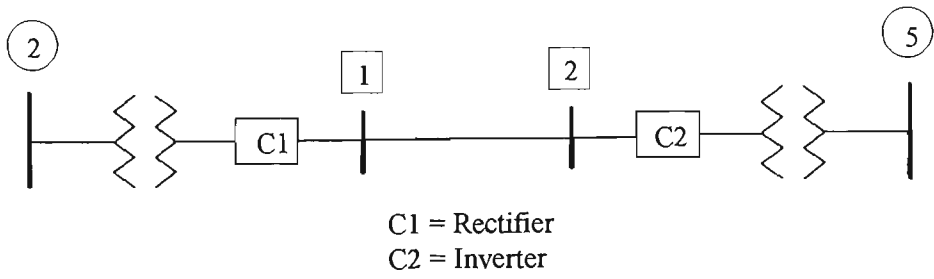 2
5
1
2
C1
C2
C1 = Rectifier
C2 = Inverter